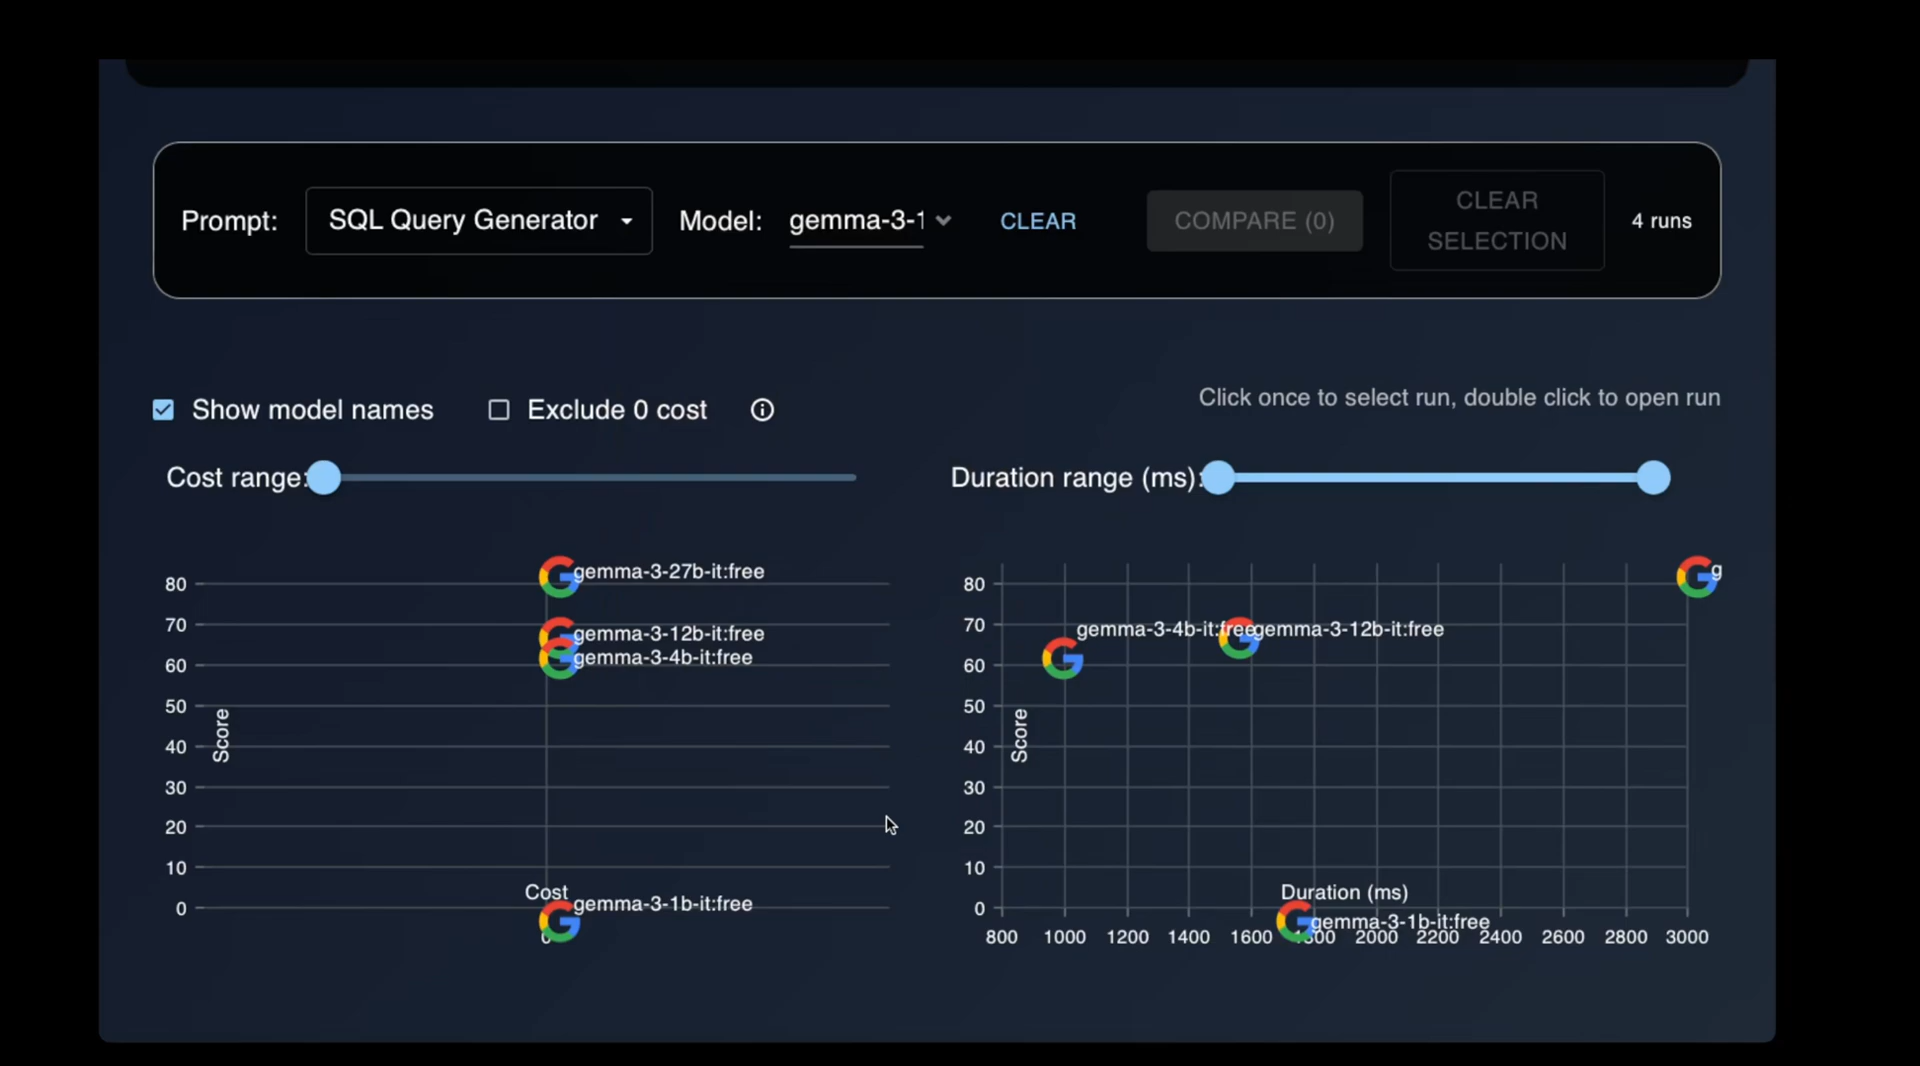 Prompt:
SQL Query Generator
Model:
gemma-3-1
CLEAR
COMPARE (0)
CLEAR
SELECTION
4 runs
Show model names
Exclude 0 cost
Click once to select run, double click to open run
Cost range:
Duration range (ms):
80
70
60
50
40
30
20
10
0
Score
gemma-3-27b-it:free
gemma-3-12b-it:free
gemma-3-4b-it:free
Cost
gemma-3-1b-it:free
0
80
70
60
50
40
30
20
10
0
Score
g
gemma-3-4b-it:free
gemma-3-12b-it:free
Duration (ms)
gemma-3-1b-it:free
800 1000 1200 1400 1600 1800 2000 2200 2400 2600 2800 3000